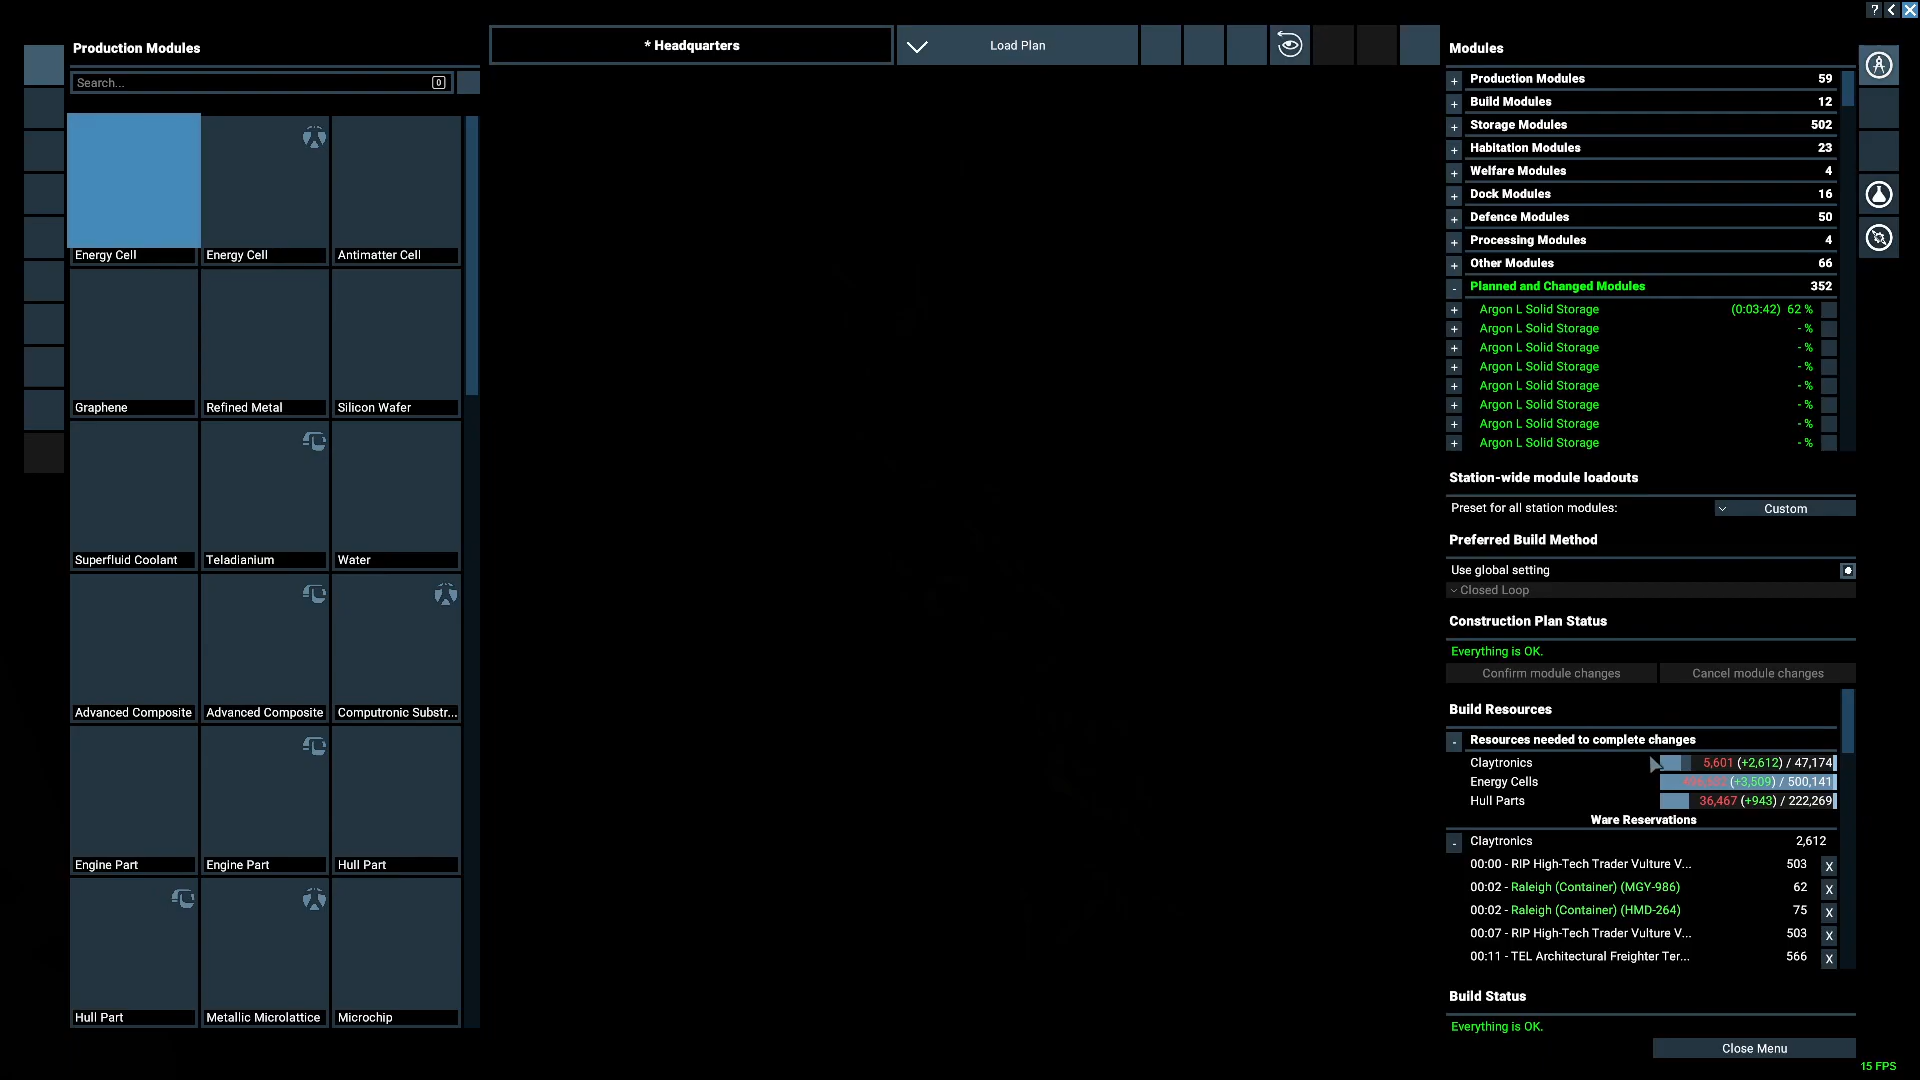 Production Modules
Search...
0
Energy Cell
Energy Cell
Antimatter Cell
Graphene
Refined Metal
Silicon Wafer
Superfluid Coolant
Teladianium
Water
Advanced Composite
Advanced Composite
Computronic Substr...
Engine Part
Engine Part
Hull Part
Hull Part
Metallic Microlattice
Microchip
* Headquarters
Load Plan
?
Modules
+ Production Modules 59
+ Build Modules 12
+ Storage Modules 502
+ Habitation Modules 23
+ Welfare Modules 4
+ Dock Modules 16
+ Defence Modules 50
+ Processing Modules 4
+ Other Modules 66
- Planned and Changed Modules 352
+ Argon L Solid Storage (0:03:42) 62 %
+ Argon L Solid Storage - %
+ Argon L Solid Storage - %
+ Argon L Solid Storage - %
+ Argon L Solid Storage - %
+ Argon L Solid Storage - %
+ Argon L Solid Storage - %
+ Argon L Solid Storage - %
Station-wide module loadouts
Preset for all station modules: Custom
Preferred Build Method
Use global setting
Closed Loop
Construction Plan Status
Everything is OK.
Confirm module changes Cancel module changes
Build Resources
- Resources needed to complete changes
Claytronics 5,601 (+2,612) / 47,174
Energy Cells (+3,509) / 500,141
Hull Parts 36,467 (+943) / 222,269
Ware Reservations
- Claytronics 2,612
00:00 - RIP High-Tech Trader Vulture V... 503 X
00:02 - Raleigh (Container) (MGY-986) 62 X
00:02 - Raleigh (Container) (HMD-264) 75 X
00:07 - RIP High-Tech Trader Vulture V... 503 X
00:11 - TEL Architectural Freighter Ter... 566 X
Build Status
Everything is OK.
Close Menu
15 FPS